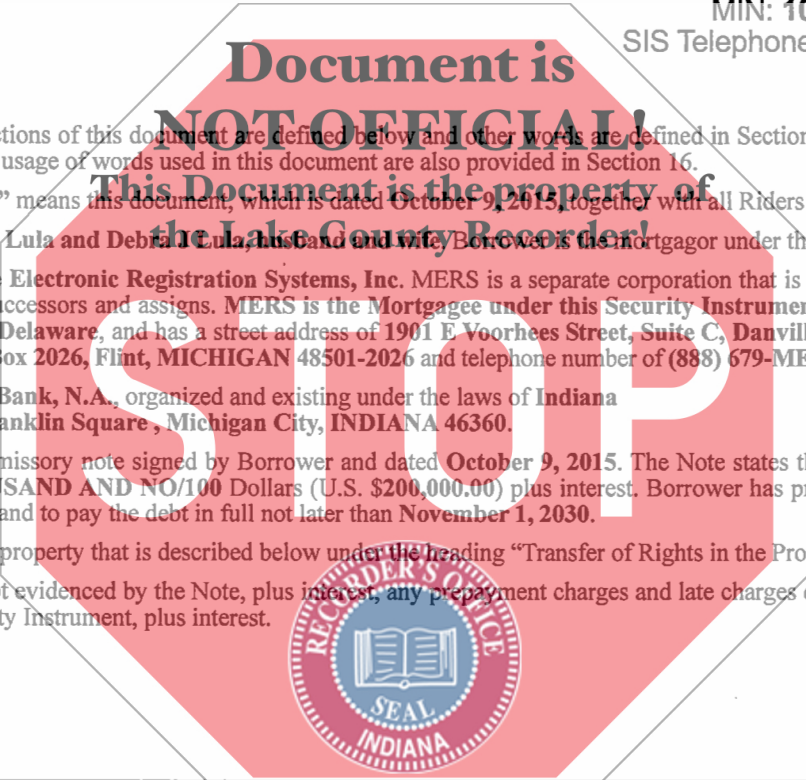 MIN: 10
SIS Telephone
Document is
NOT OFFICIAL!
This Document is the property of
the Lake County Recorder!
tions of this document are defined below and other words are defined in Section
usage of words used in this document are also provided in Section 16.
” means this document, which is dated October 9, 2015, together with all Riders
Lula and Debra J Lula, husband and wife. Borrower is the mortgagor under th
Electronic Registration Systems, Inc. MERS is a separate corporation that is
ccessors and assigns. MERS is the Mortgagee under this Security Instrumen
Delaware, and has a street address of 1901 E Voorhees Street, Suite C, Danvill
ox 2026, Flint, MICHIGAN 48501-2026 and telephone number of (888) 679-ME
Bank, N.A., organized and existing under the laws of Indiana
anklin Square , Michigan City, INDIANA 46360.
missory note signed by Borrower and dated October 9, 2015. The Note states th
SAND AND NO/100 Dollars (U.S. $200,000.00) plus interest. Borrower has pr
and to pay the debt in full not later than November 1, 2030.
property that is described below under the heading “Transfer of Rights in the Pro
t evidenced by the Note, plus interest, any prepayment charges and late charges
ty Instrument, plus interest.
STOP
RECORDER'S OFFICE
SEAL
INDIANA